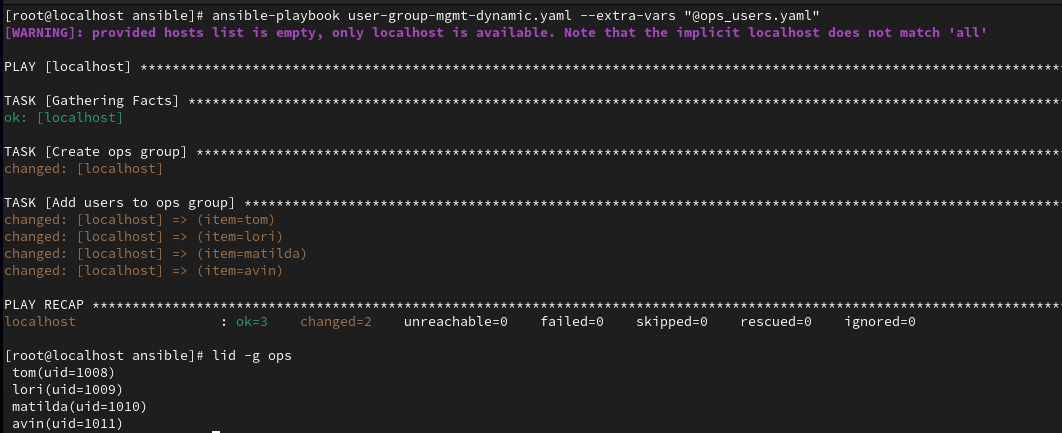 [root@localhost ansible]# ansible-playbook user-group-mgmt-dynamic.yaml --extra-vars "@ops_users.yaml"
[WARNING]: provided hosts list is empty, only localhost is available. Note that the implicit localhost does not match 'all'
PLAY [localhost] *******************************************************************************************************************
TASK [Gathering Facts] *************************************************************************************************************
ok: [localhost]
TASK [Create ops group] ************************************************************************************************************
changed: [localhost]
TASK [Add users to ops group] ******************************************************************************************************
changed: [localhost] => (item=tom)
changed: [localhost] => (item=lori)
changed: [localhost] => (item=matilda)
changed: [localhost] => (item=avin)
PLAY RECAP *************************************************************************************************************************
localhost                  : ok=3    changed=2    unreachable=0    failed=0    skipped=0    rescued=0    ignored=0
[root@localhost ansible]# lid -g ops
tom(uid=1008)
lori(uid=1009)
matilda(uid=1010)
avin(uid=1011)